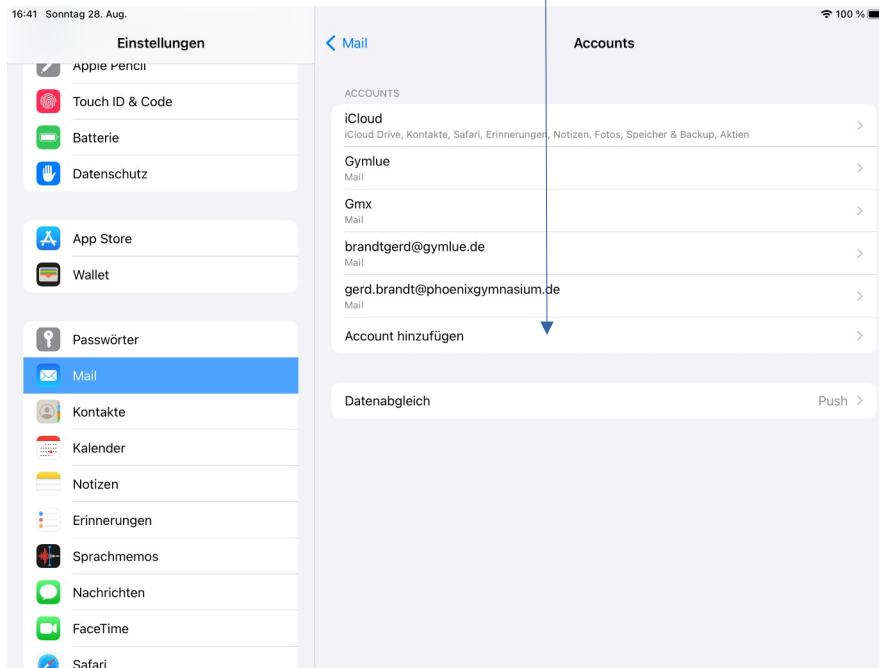 16:41 Sonntag 28. Aug.
100 %
Einstellungen
Apple Pencil
Touch ID & Code
Batterie
Datenschutz
App Store
Wallet
Passwörter
Mail
Kontakte
Kalender
Notizen
Erinnerungen
Sprachmemos
Nachrichten
FaceTime
Safari
Mail
Accounts
ACCOUNTS
iCloud
iCloud Drive, Kontakte, Safari, Erinnerungen, Notizen, Fotos, Speicher & Backup, Aktien
Gymlue
Mail
Gmx
Mail
brandtgerd@gymlue.de
Mail
gerd.brandt@phoenixgymnasium.de
Mail
Account hinzufügen
Datenabgleich
Push